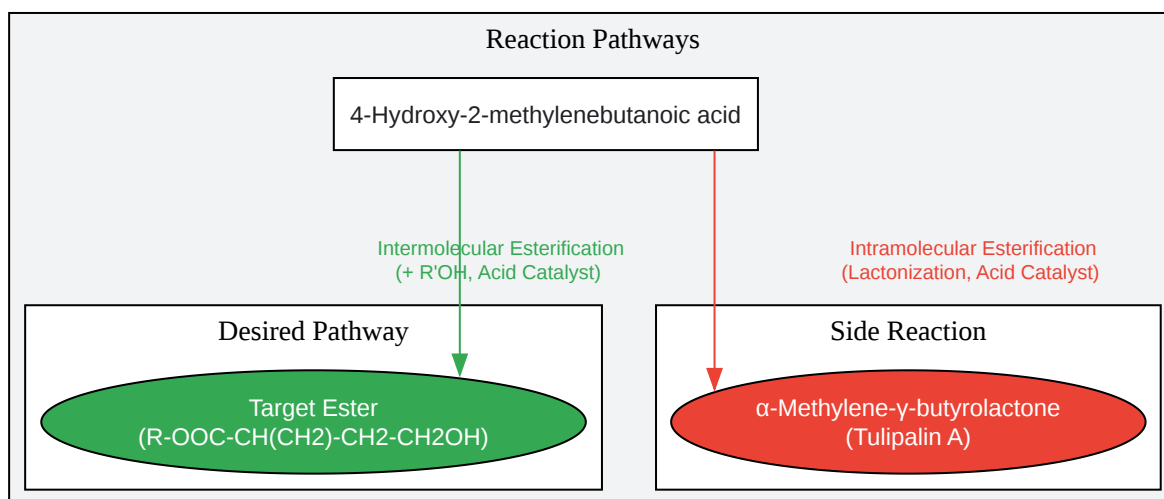 Reaction Pathways
4-Hydroxy-2-methylenebutanoic acid
Intermolecular Esterification
(+ R'OH, Acid Catalyst)
Intramolecular Esterification
(Lactonization, Acid Catalyst)
Desired Pathway
Target Ester
(R-OOC-CH(CH2)-CH2-CH2OH)
Side Reaction
α-Methylene-γ-butyrolactone
(Tulipalin A)